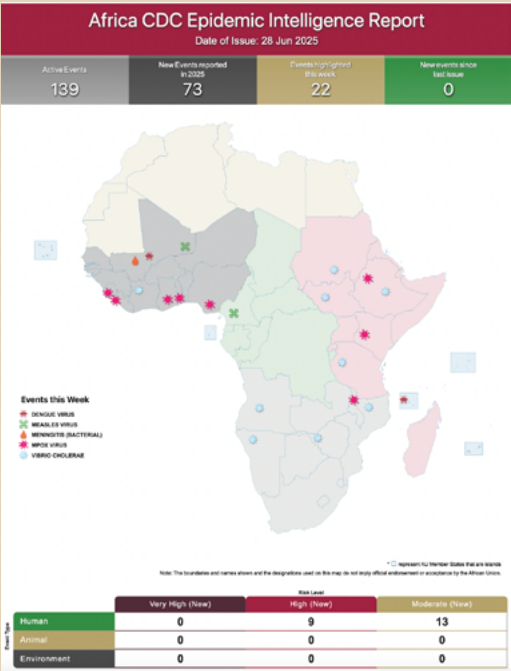 Africa CDC Epidemic Intelligence Report
Date of Issue: 28 Jun 2025
Active Events
139
New Events reported
in 2025
73
Events highlighted
this week
22
New events since
last issue
0
Events this Week
DENGUE VIRUS
MEASLES VIRUS
MENINGITIS (BACTERIAL)
MPOX VIRUS
VIBRIO CHOLERAE
* represent AU Member States that are islands
Note: The boundaries and names shown and the designations used on this map do not imply official endorsement or acceptance by the African Union.
Risk Level
Very High (New) High (New) Moderate (New)
Event Type
Human 0 9 13
Animal 0 0 0
Environment 0 0 0